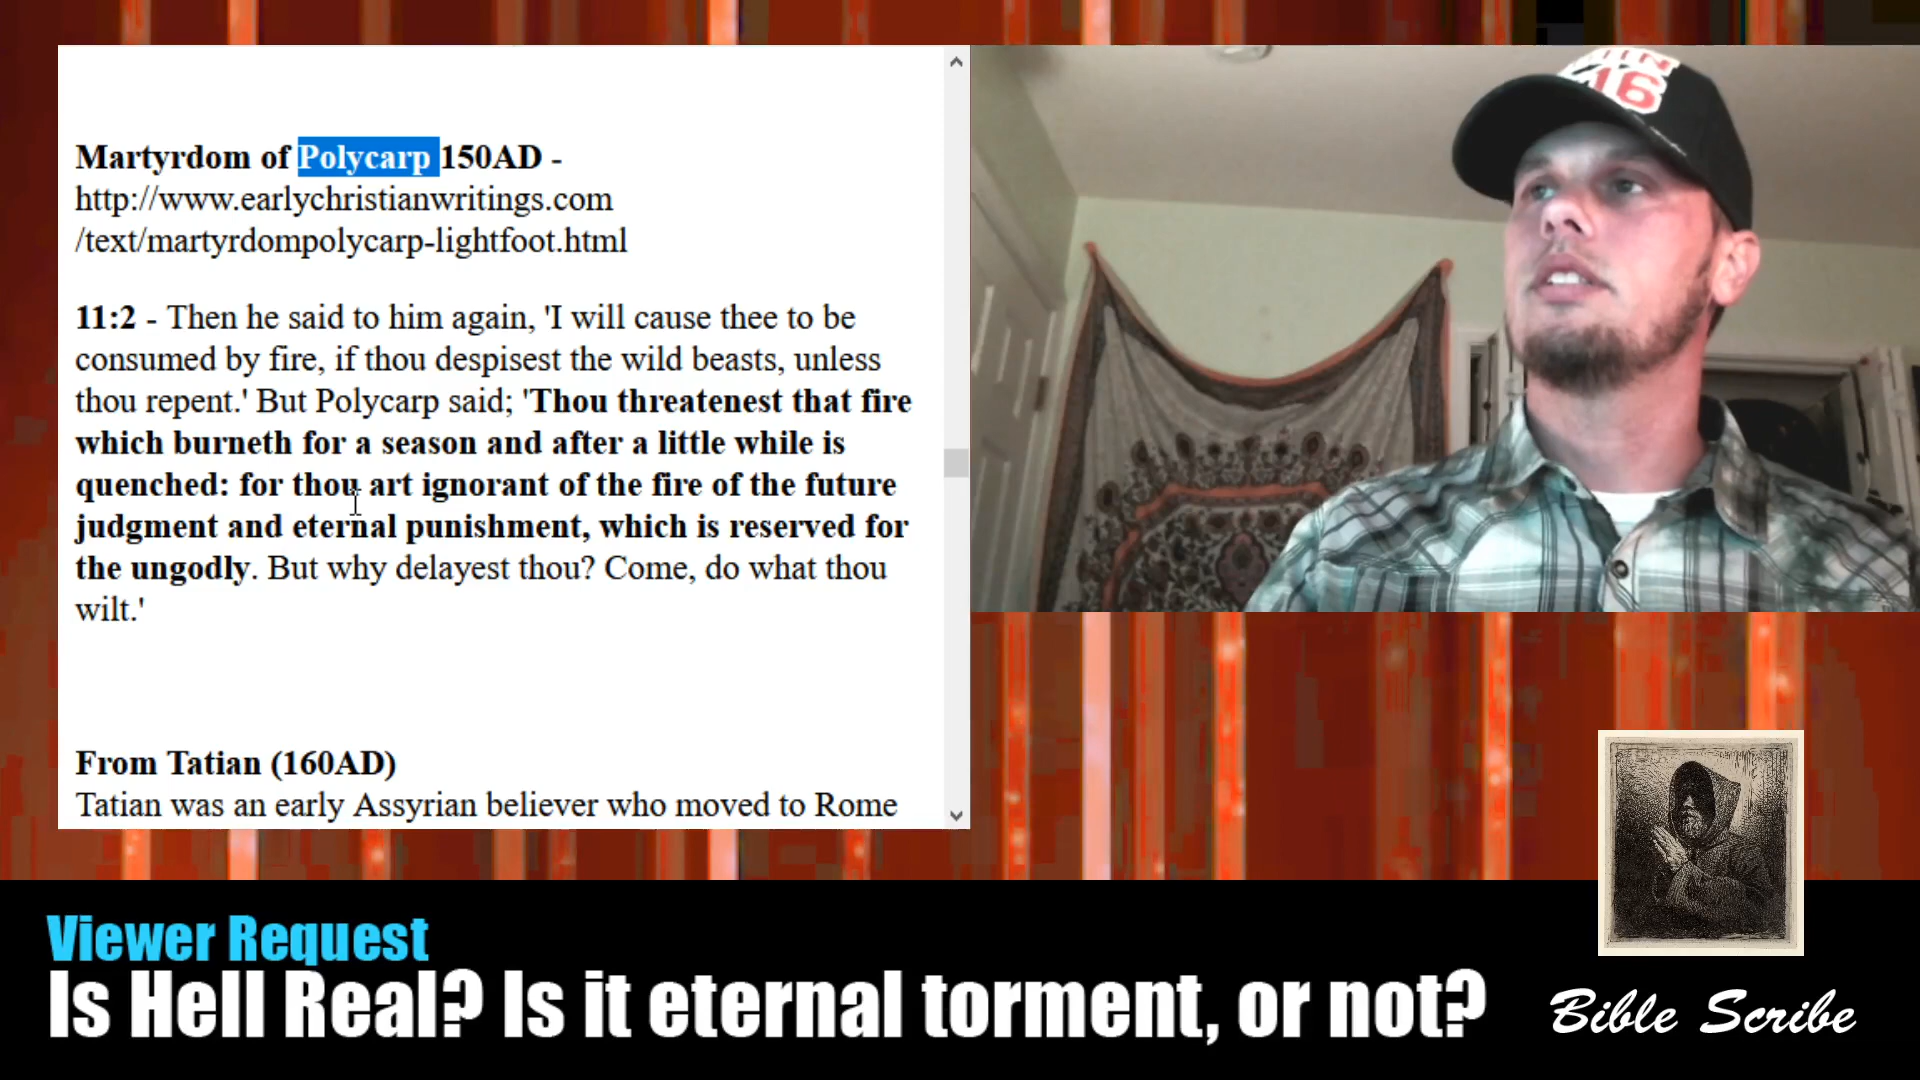 Martyrdom of Polycarp 150AD -
http://www.earlychristianwritings.com
/text/martyrdompolycarp-lightfoot.html
11:2 - Then he said to him again, 'I will cause thee to be
consumed by fire, if thou despisest the wild beasts, unless
thou repent.' But Polycarp said; 'Thou threatenest that fire
which burneth for a season and after a little while is
quenched: for thou art ignorant of the fire of the future
judgment and eternal punishment, which is reserved for
the ungodly. But why delayest thou? Come, do what thou
wilt.'
From Tatian (160AD)
Tatian was an early Assyrian believer who moved to Rome
16
Viewer Request
Is Hell Real? Is it eternal torment, or not?
Bible Scribe